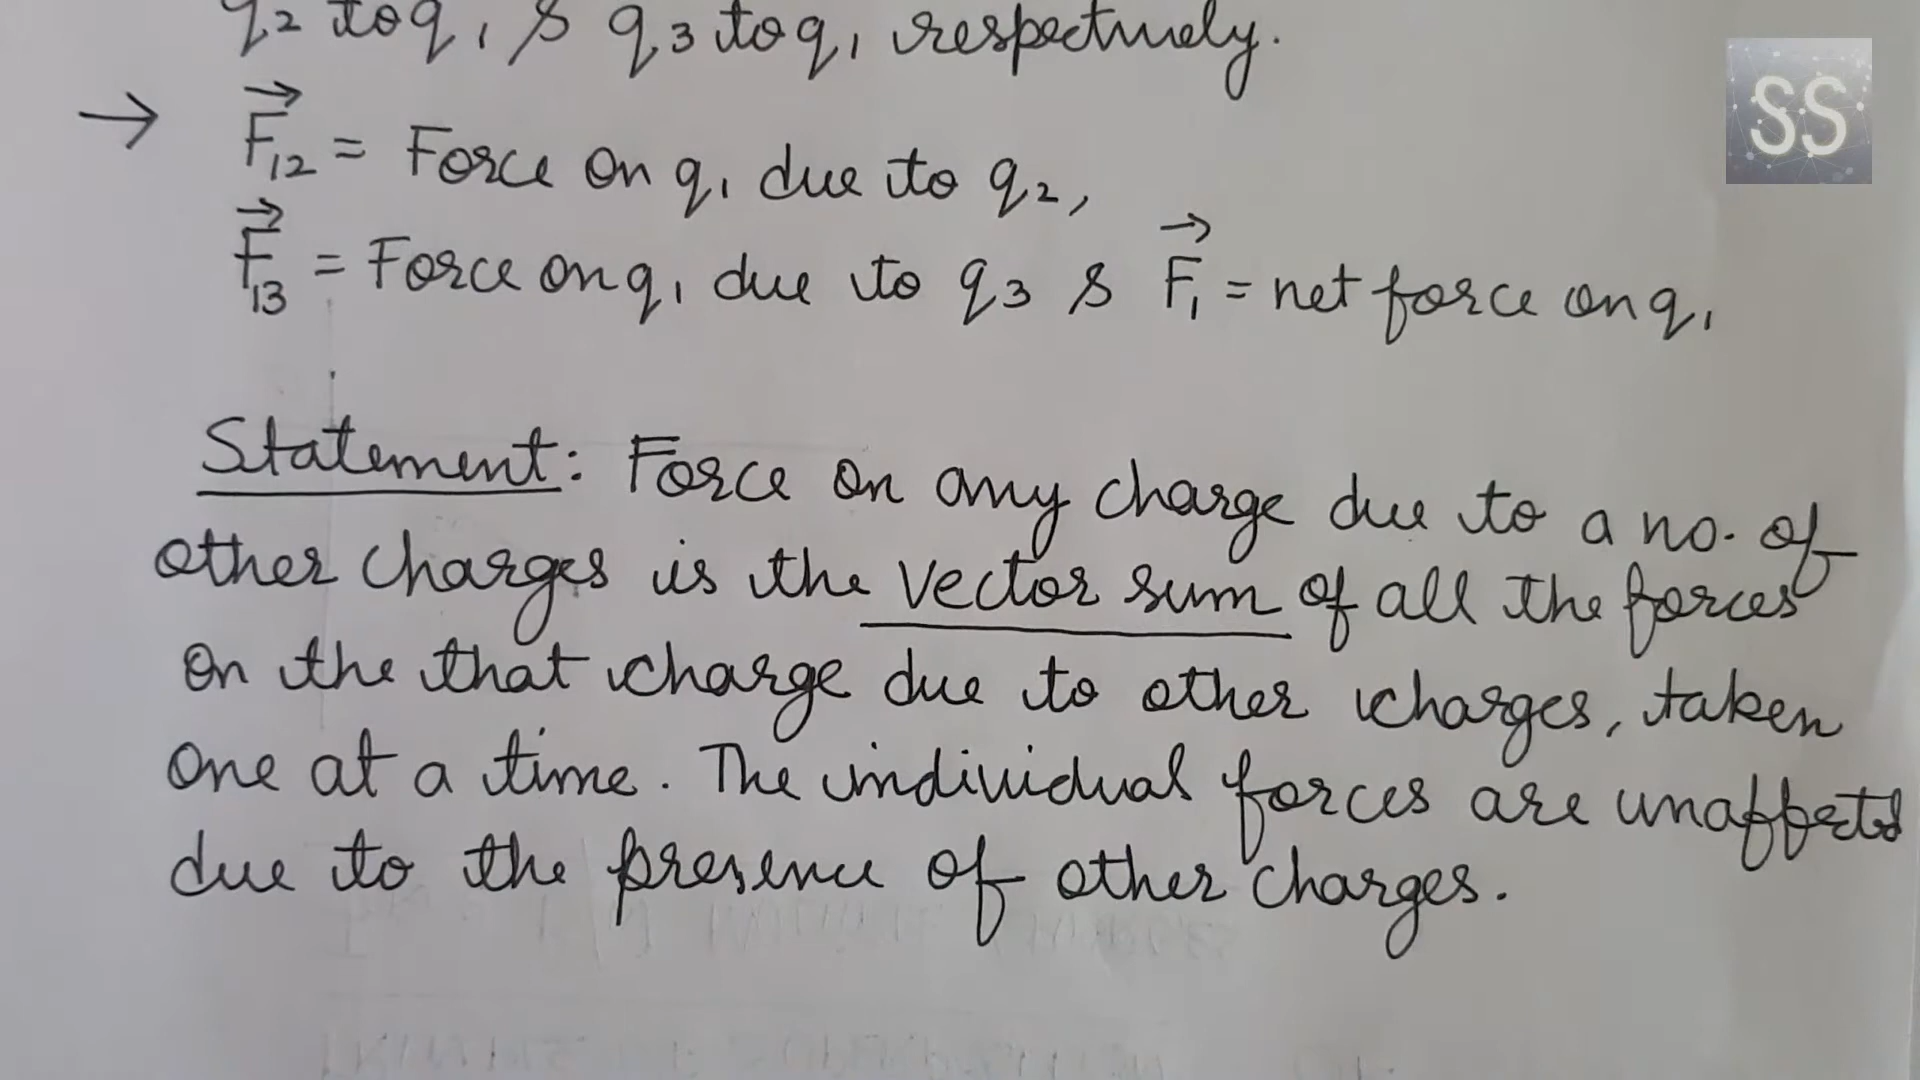 q2 to q1 & q3 to q1 respectively.
SS
→ F⃗12 = Force on q1 due to q2,
F⃗13 = Force on q1 due to q3 & F⃗1 = net force on q1
Statement: Force on any charge due to a no. of
other charges is the vector sum of all the forces
on the that charge due to other charges, taken
one at a time. The individual forces are unaffected
due to the presence of other charges.